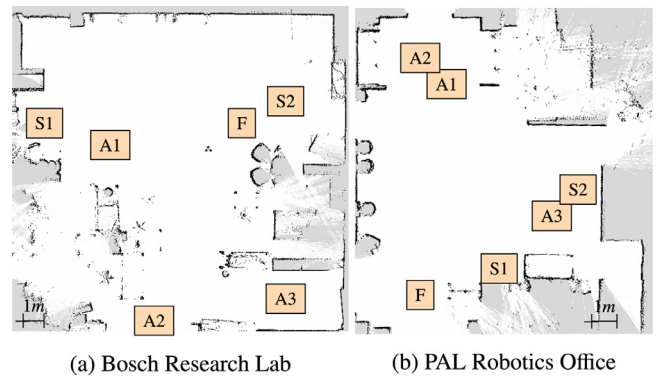 S1
A1
F
S2
A3
A2
1m
A2
A1
S2
A3
S1
F
1m
(a) Bosch Research Lab
(b) PAL Robotics Office